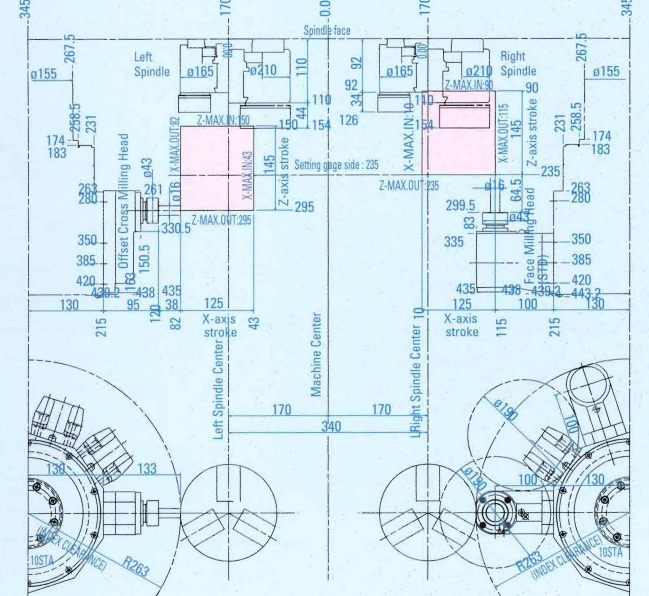 345
170
0.0
170
345
Spindle face
267.5
Left
Spindle
ø165
ø210
110
92
ø165
ø210
Right
Spindle
267.5
ø155
ø155
92
34
126
Z-MAX.IN:90
90
110
44
110
Z-MAX.IN:150
150
154
110
154
258.5
231
174
183
X-MAX.OUT:82
X-MAX.IN:43
145
Z-axis stroke
Setting gage side : 235
X-MAX.IN:10
X-MAX.OUT:115
145
Z-axis stroke
231
258.5
174
183
Offset Cross Milling Head
ø43
261
ø16
Z-MAX.OUT:235
235
ø16
64.5
263
280
295
Z-MAX.OUT:295
330.5
299.5
83
335
263
280
350
385
420
150.5
163
Face Milling Head
(STD)
350
385
420
439.2
438
435
435
438
439.2
443.2
130
95
38
125
120
125
100
130
215
82
X-axis
stroke
43
10
X-axis
stroke
115
215
Left Spindle Center
Machine Center
Right Spindle Center
170
170
340
ø190
100
130
133
ø190
100
130
(INDEX CLEARANCE)
10STA
R263
R263
(INDEX CLEARANCE)
10STA